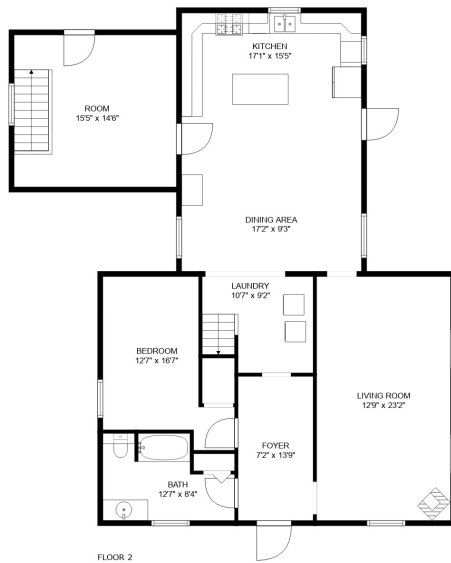 KITCHEN
17'1" x 15'5"
ROOM
15'5" x 14'6"
DINING AREA
17'2" x 9'3"
LAUNDRY
10'7" x 9'2"
BEDROOM
12'7" x 16'7"
LIVING ROOM
12'9" x 23'2"
FOYER
7'2" x 13'9"
BATH
12'7" x 8'4"
FLOOR 2